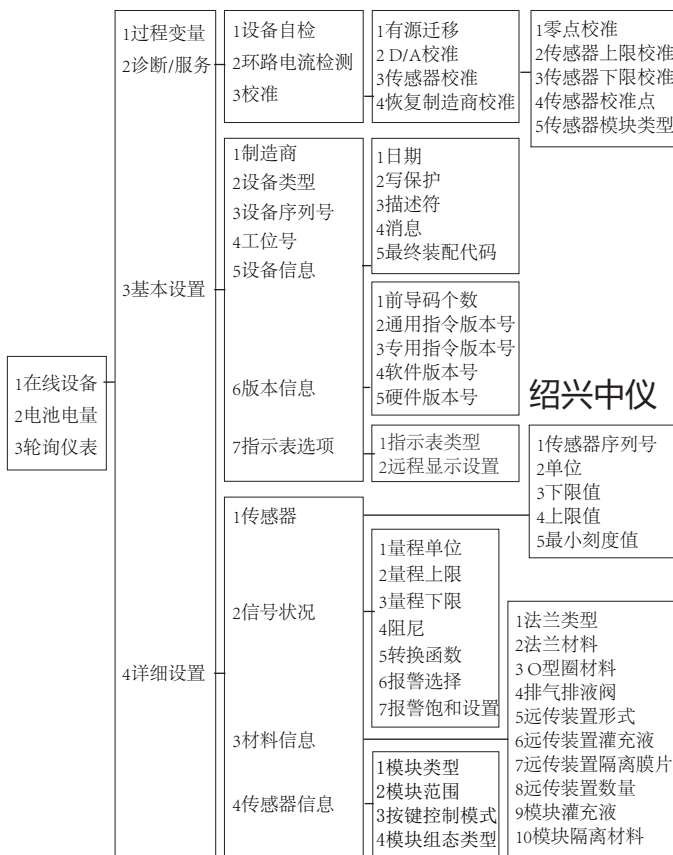 1在线设备
2电池电量
3轮询仪表
1过程变量
2诊断/服务
3基本设置
4详细设置
1设备自检
2环路电流检测
3校准
1有源迁移
2 D/A校准
3传感器校准
4恢复制造商校准
1零点校准
2传感器上限校准
3传感器下限校准
4传感器校准点
5传感器模块类型
1制造商
2设备类型
3设备序列号
4工位号
5设备信息
6版本信息
7指示表选项
1日期
2写保护
3描述符
4消息
5最终装配代码
1前导码个数
2通用指令版本号
3专用指令版本号
4软件版本号
5硬件版本号
绍兴中仪
1指示表类型
2远程显示设置
1传感器
2信号状况
3材料信息
4传感器信息
1传感器序列号
2单位
3下限值
4上限值
5最小刻度值
1量程单位
2量程上限
3量程下限
4阻尼
5转换函数
6报警选择
7报警饱和设置
1法兰类型
2法兰材料
3 O型圈材料
4排气排液阀
5远传装置形式
6远传装置灌充液
7远传装置隔离膜片
8远传装置数量
9模块灌充液
10模块隔离材料
1模块类型
2模块范围
3按键控制模式
4模块组态类型